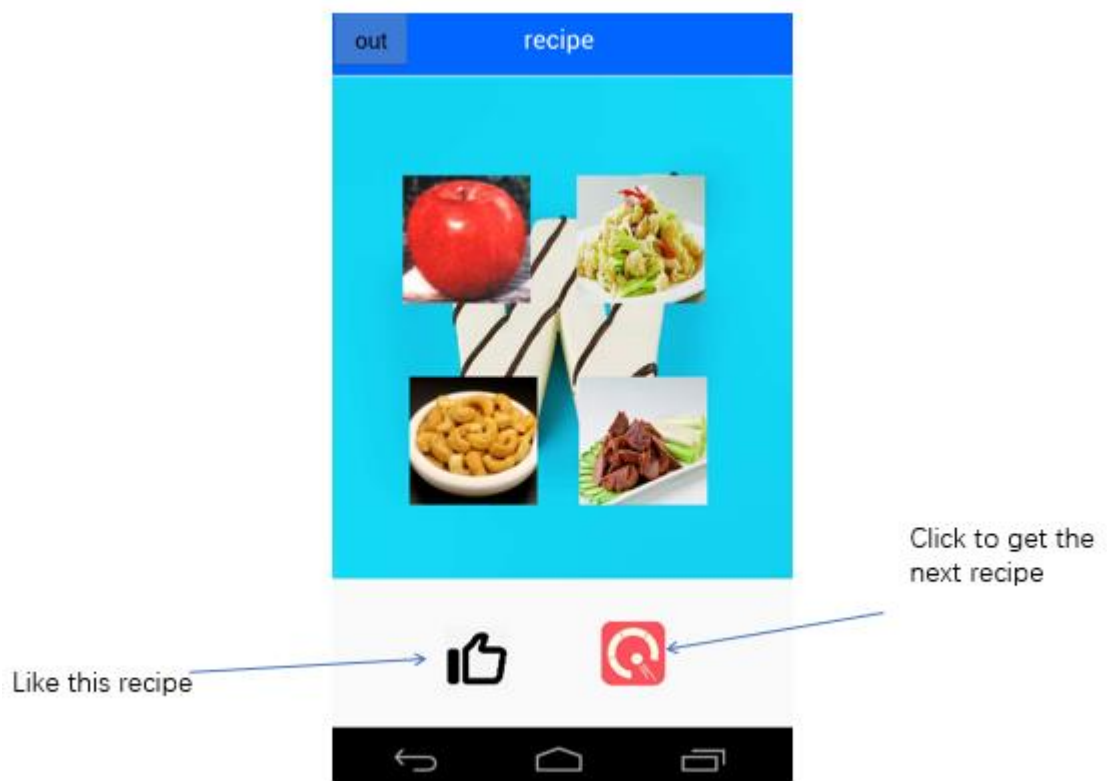 out
recipe
Click to get the
next recipe
Like this recipe